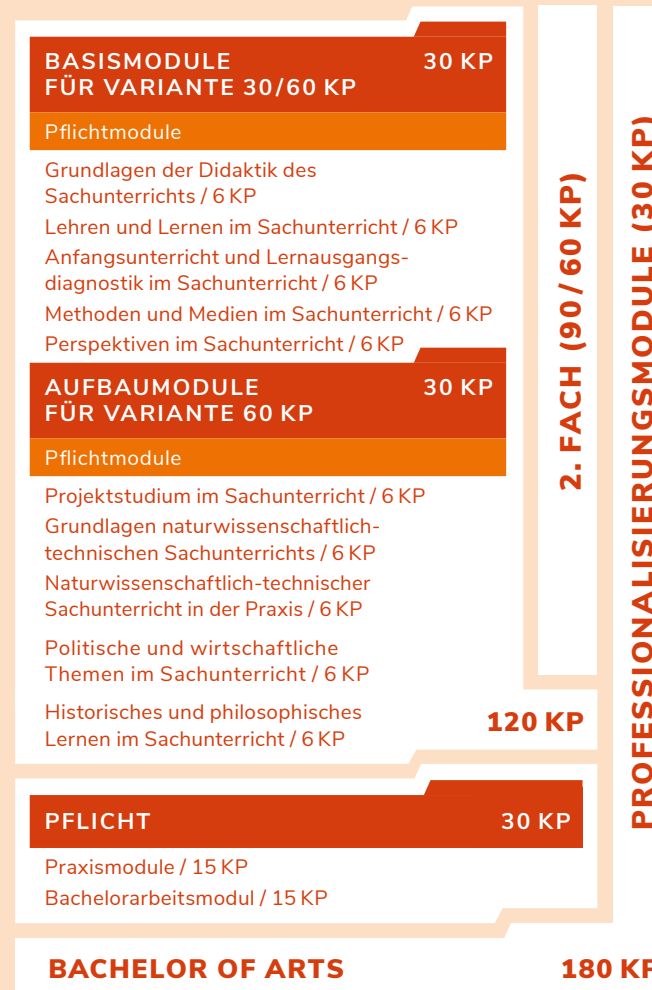 BASISMODULE 30 KP
FÜR VARIANTE 30/60 KP
Pflichtmodule
Grundlagen der Didaktik des
Sachunterrichts / 6 KP
Lehren und Lernen im Sachunterricht / 6 KP
Anfangsunterricht und Lernausgangs-
diagnostik im Sachunterricht / 6 KP
Methoden und Medien im Sachunterricht / 6 KP
Perspektiven im Sachunterricht / 6 KP
AUFBAUMODULE 30 KP
FÜR VARIANTE 60 KP
Pflichtmodule
Projektstudium im Sachunterricht / 6 KP
Grundlagen naturwissenschaftlich-
technischen Sachunterrichts / 6 KP
Naturwissenschaftlich-technischer
Sachunterricht in der Praxis / 6 KP
Politische und wirtschaftliche
Themen im Sachunterricht / 6 KP
Historisches und philosophisches
Lernen im Sachunterricht / 6 KP
120 KP
2. FACH (90/60 KP)
PROFESSIONALISIERUNGSMODULE (30 KP)
PFLICHT 30 KP
Praxismodule / 15 KP
Bachelorarbeitsmodul / 15 KP
BACHELOR OF ARTS 180 KP